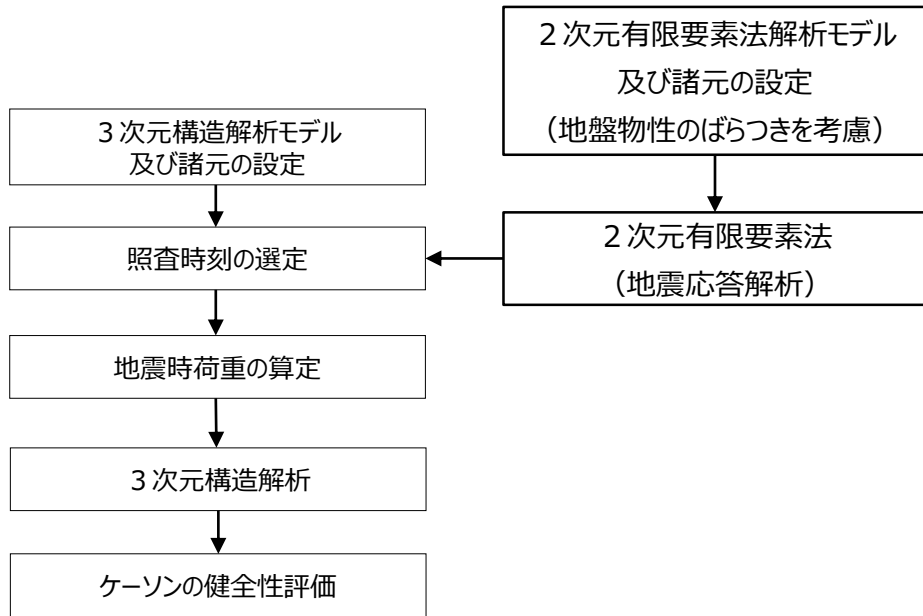 ２次元有限要素法解析モデル
及び諸元の設定
（地盤物性のばらつきを考慮）
３次元構造解析モデル
及び諸元の設定
２次元有限要素法
（地震応答解析）
照査時刻の選定
地震時荷重の算定
３次元構造解析
ケーソンの健全性評価